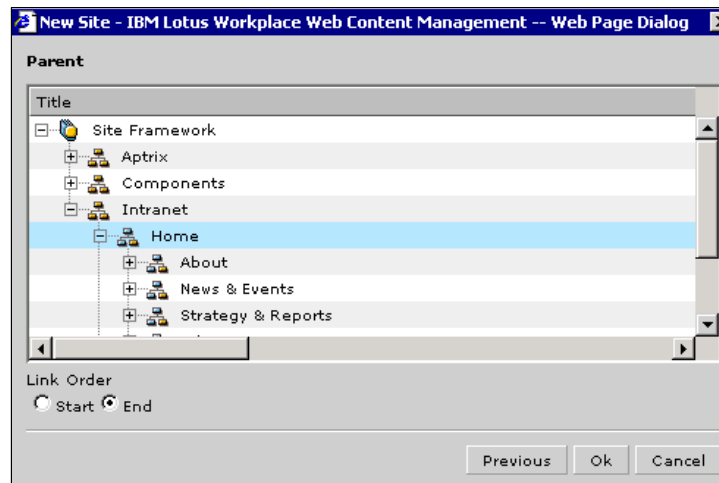 New Site - IBM Lotus Workplace Web Content Management -- Web Page Dialog
Parent
Title
Site Framework
Aptrix
Components
Intranet
Home
About
News & Events
Strategy & Reports
Link Order
Start End
Previous Ok Cancel